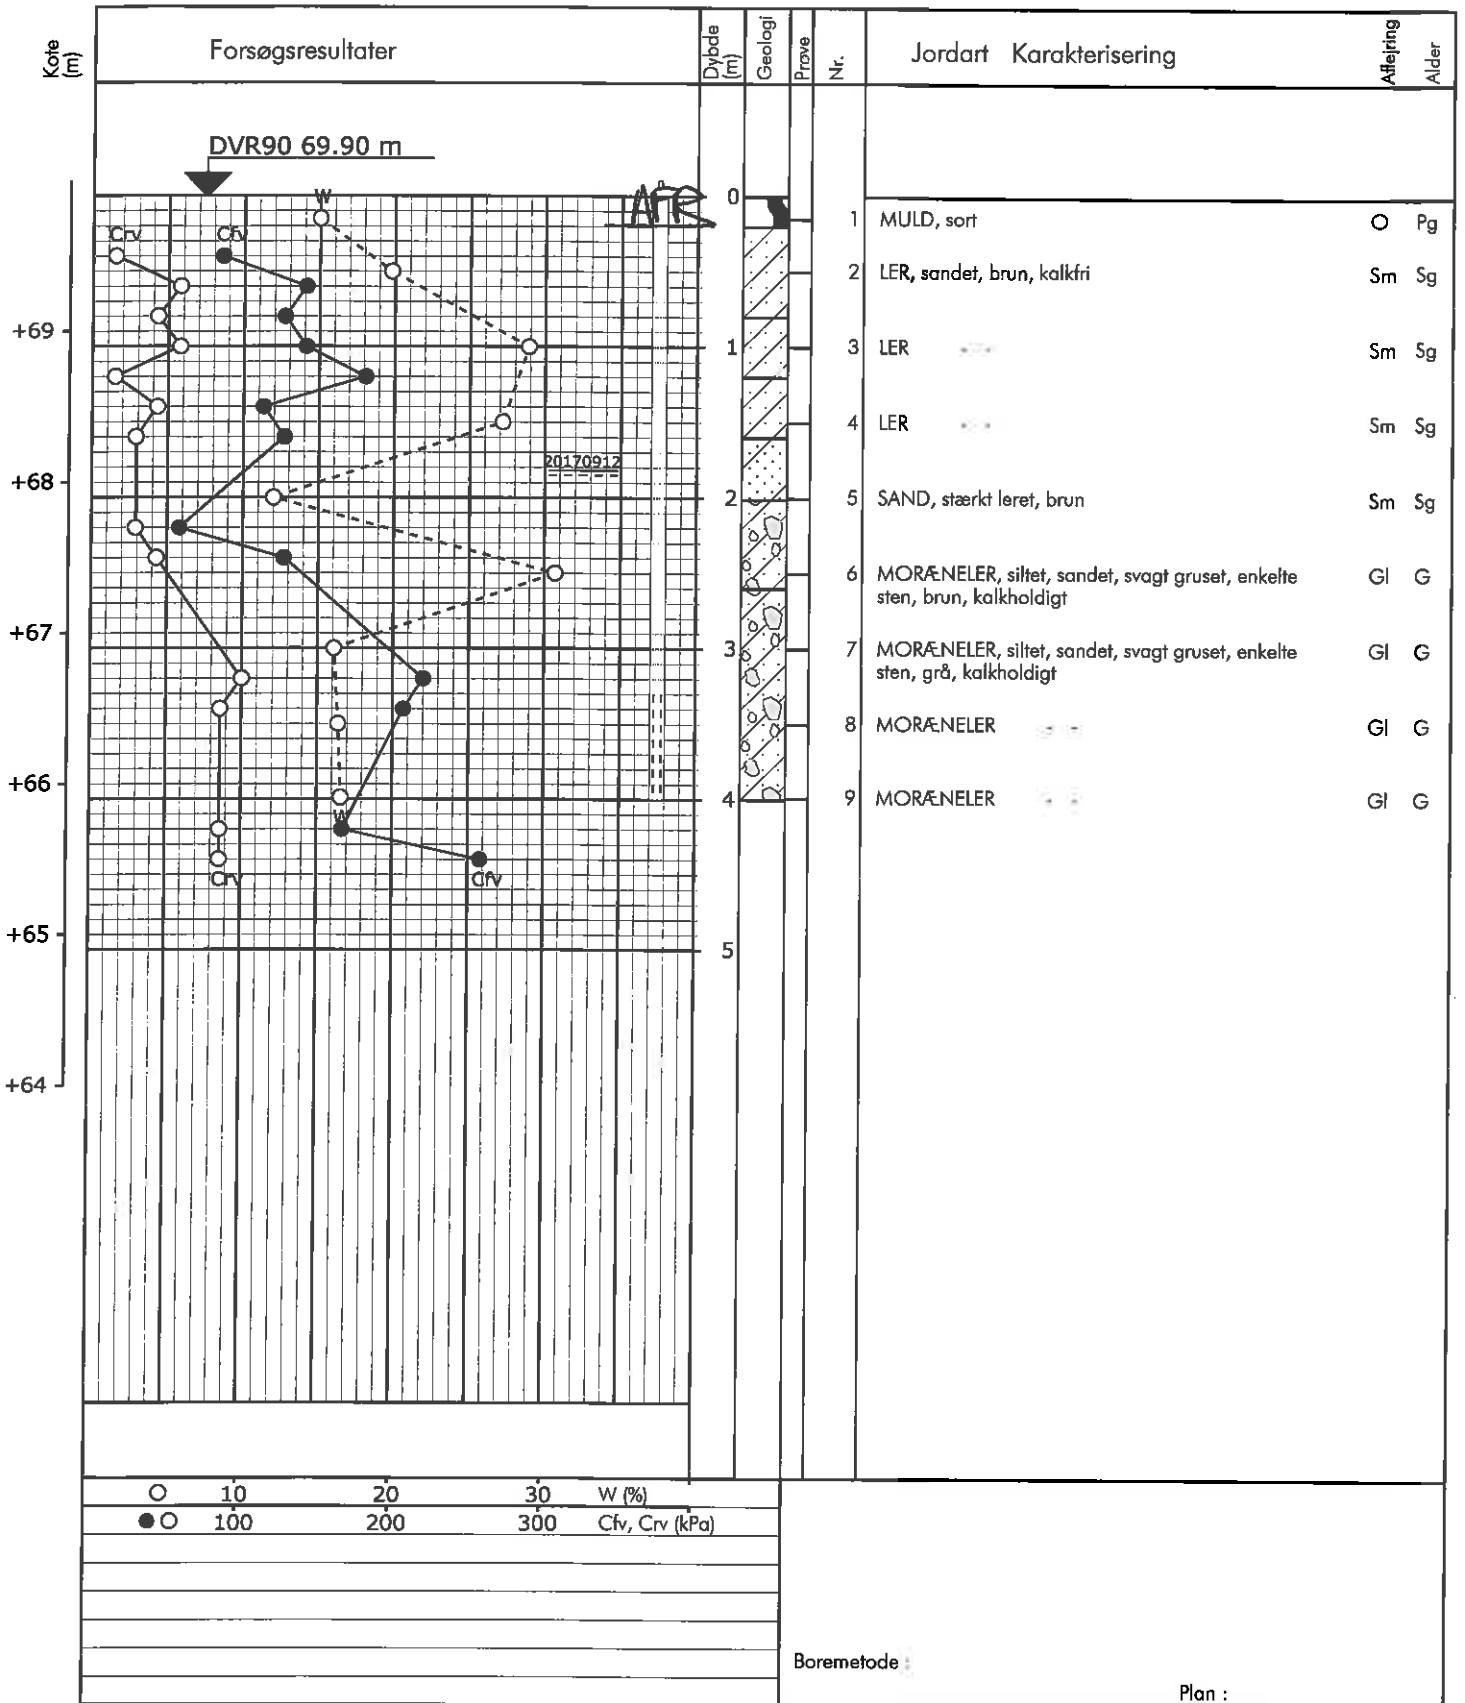 Kote (m)
Forsøgsresultater
Dybde (m)
Geologi
Prøve
Nr.
Jordart Karakterisering
Aflejring
Alder
DVR90 69.90 m
W
0
1 MULD, sort O Pg
Crv Cfv
2 LER, sandet, brun, kalkfri Sm Sg
+69
1
3 LER Sm Sg
4 LER Sm Sg
20170912
+68
2
5 SAND, stærkt leret, brun Sm Sg
6 MORÆNELER, siltet, sandet, svagt gruset, enkelte Gl G
sten, brun, kalkholdigt
+67
3
7 MORÆNELER, siltet, sandet, svagt gruset, enkelte Gl G
sten, grå, kalkholdigt
8 MORÆNELER Gl G
+66
4
9 MORÆNELER Gl G
W
Crv Cfv
+65
5
+64
10 20 30 W (%)
100 200 300 Cfv, Crv (kPa)
Boremetode :
Plan :